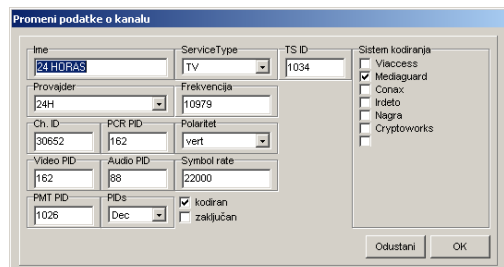 Promeni podatke o kanalu
Ime
24 HORAS
ServiceType
TV
TS ID
1034
Sistem kodiranja
Viaccess
Mediaguard
Conax
Irdeto
Nagra
Cryptoworks
Provajder
24H
Frekvencija
10979
Ch. ID
30652
PCR PID
162
Polaritet
vert
Video PID
162
Audio PID
88
Symbol rate
22000
PMT PID
1026
PIDs
Dec
kodiran
zaključan
Odustani
OK